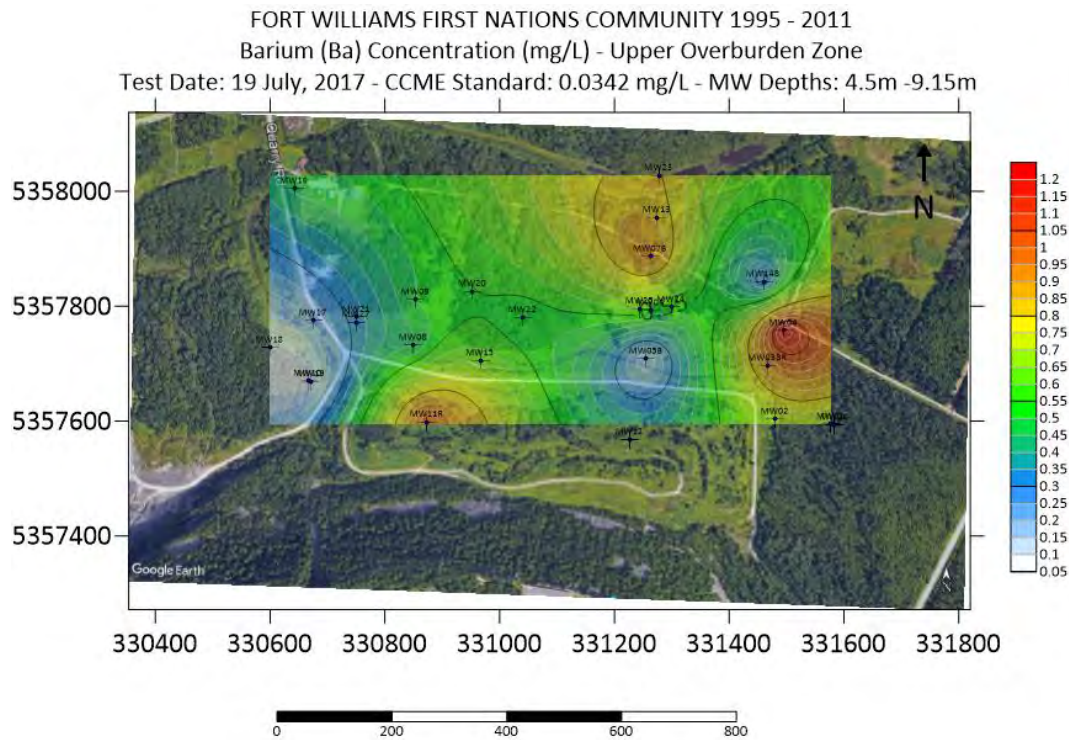 FORT WILLIAMS FIRST NATIONS COMMUNITY 1995 - 2011
Barium (Ba) Concentration (mg/L) - Upper Overburden Zone
Test Date: 19 July, 2017 - CCME Standard: 0.0342 mg/L - MW Depths: 4.5m -9.15m
5358000
5357800
5357600
5357400
MW23
MW13
MW07B
MW20
MW09
MW22
MW14B
MW17
MW08
MW15
MW05B
MW18
MW11R
MW02
MW12
N
Google Earth
330400
330600
330800
331000
331200
331400
331600
331800
1.2
1.15
1.1
1.05
1
0.95
0.9
0.85
0.8
0.75
0.7
0.65
0.6
0.55
0.5
0.45
0.4
0.35
0.3
0.25
0.2
0.15
0.1
0.05
0
200
400
600
800